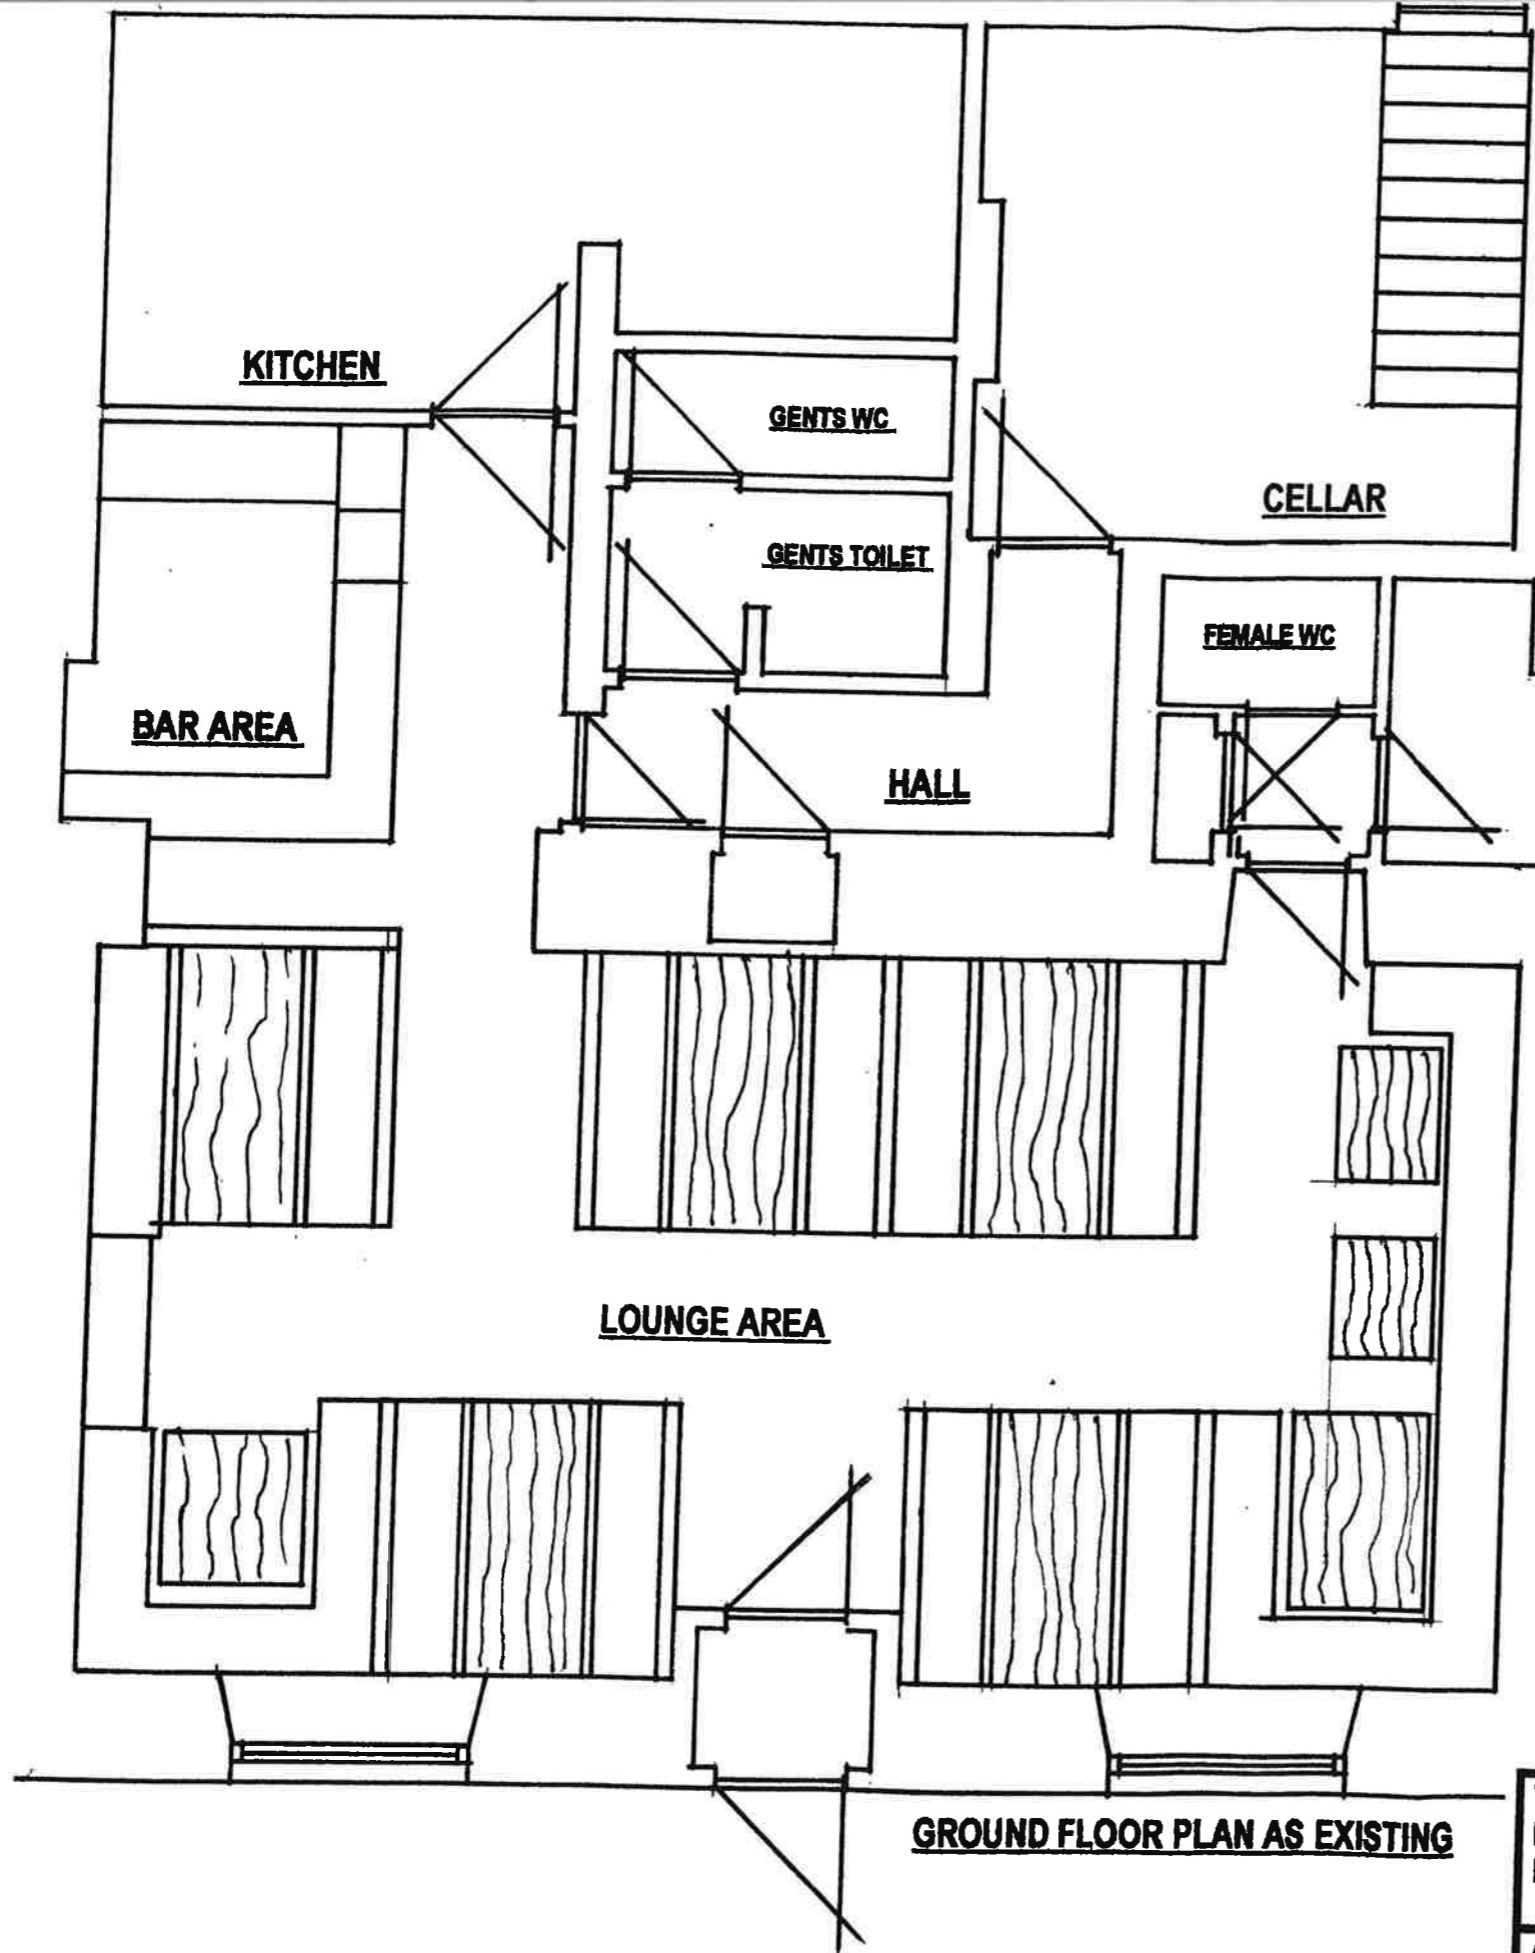 KITCHEN
GENTS WC
CELLAR
GENTS TOILET
FEMALE WC
BAR AREA
HALL
LOUNGE AREA
GROUND FLOOR PLAN AS EXISTING